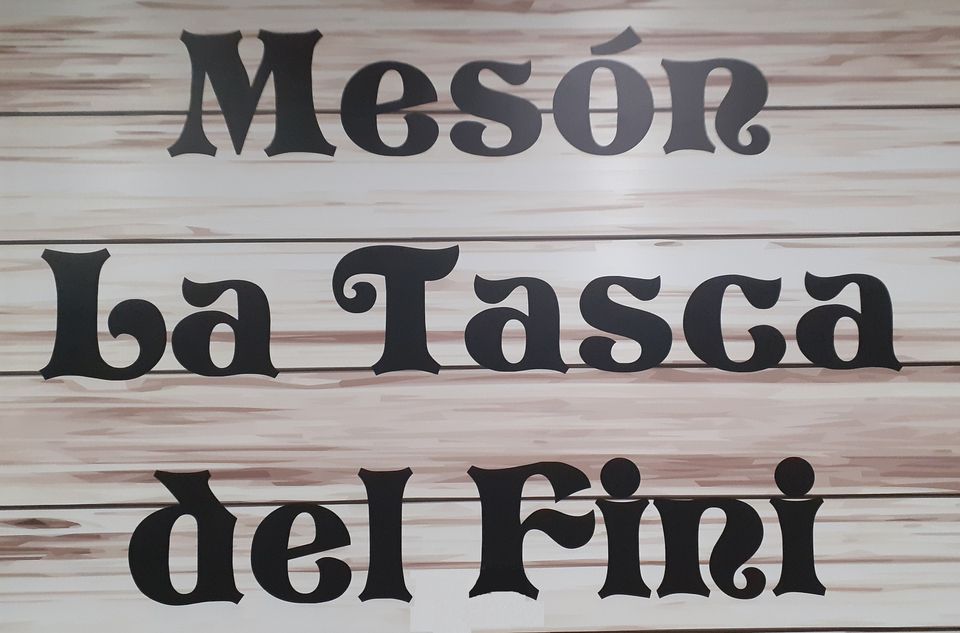 Mesón
La Tasca
del Fini